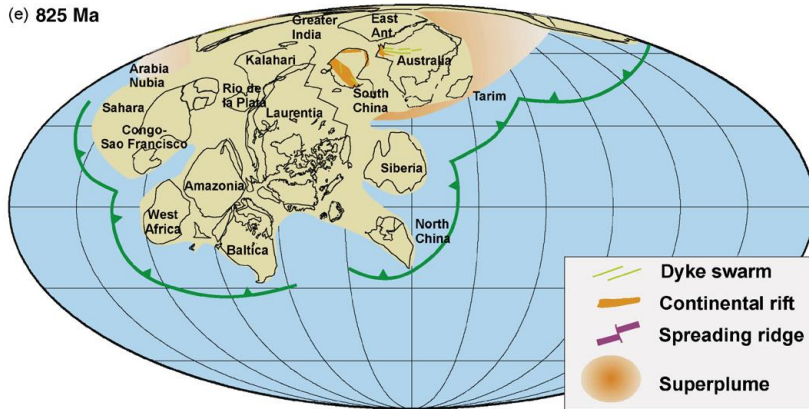 (e) 825 Ma
Greater
India
East
Ant.
Kalahari
Australia
Arabia
Nubia
Rio de
la Plata
South
China
Tarim
Sahara
Laurentia
Congo-
Sao Francisco
Siberia
Amazonia
West
Africa
North
China
Baltica
Dyke swarm
Continental rift
Spreading ridge
Superplume